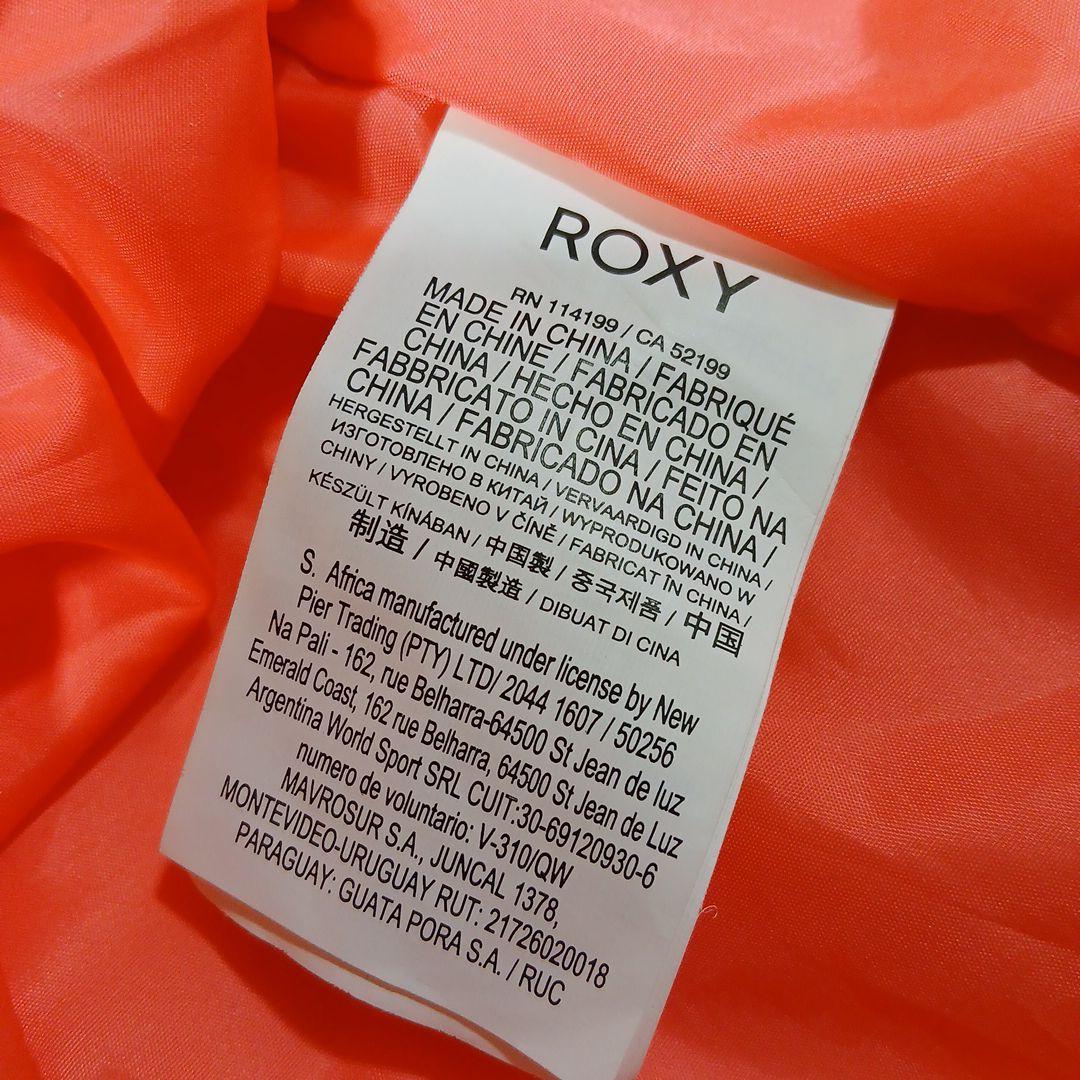 ROXY
RN 114199 / CA 52199
MADE IN CHINA / FABRIQUÉ
EN CHINE / FABRICADO EN
CHINA / HECHO EN CHINA /
FABBRICATO IN CINA / FEITO NA
CHINA / FABRICADO NA CHINA /
HERGESTELLT IN CHINA / VERVAARDIGD IN CHINA /
ИЗГОТОВЛЕНО В КИТАЙ / WYPRODUKOWANO W
CHINY / VYROBENO V ČÍNĚ / FABRICAT ÎN CHINA /
KÉSZÜLT KÍNÁBAN / 中国製 / 중국제품 / 中国
制造 / 中國製造 / DIBUAT DI CINA
S. Africa manufactured under license by New
Pier Trading (PTY) LTD/ 2044 1607 / 50256
Na Pali - 162, rue Belharra-64500 St Jean de luz
Emerald Coast, 162 rue Belharra, 64500 St Jean de Luz
Argentina World Sport SRL CUIT:30-69120930-6
numero de voluntario: V-310/QW
MAVROSUR S.A., JUNCAL 1378,
MONTEVIDEO-URUGUAY RUT: 21726020018
PARAGUAY: GUATA PORA S.A. / RUC